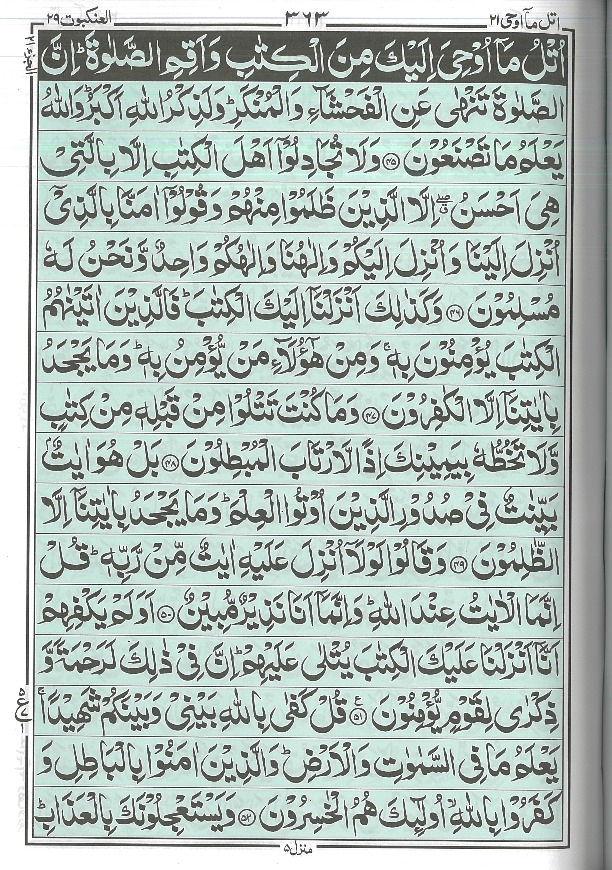 اتل ماۤ اوحی ۲۱ ۳۶۳ العنکبوت ۲۹
اُتْلُ مَاۤ اُوْحِیَ اِلَیْكَ مِنَ الْكِتٰبِ وَاَقِمِ الصَّلٰوةَ ؕ اِنَّ
الصَّلٰوةَ تَنْهٰی عَنِ الْفَحْشَآءِ وَالْمُنْكَرِ ؕ وَلَذِكْرُ اللّٰهِ اَكْبَرُ ؕ وَاللّٰهُ
یَعْلَمُ مَا تَصْنَعُوْنَ ﴿۴۵﴾ وَلَا تُجَادِلُوْۤا اَهْلَ الْكِتٰبِ اِلَّا بِالَّتِیْ
هِیَ اَحْسَنُ ۖ اِلَّا الَّذِیْنَ ظَلَمُوْا مِنْهُمْ وَقُوْلُوْۤا اٰمَنَّا بِالَّذِیْۤ
اُنْزِلَ اِلَیْنَا وَاُنْزِلَ اِلَیْكُمْ وَاِلٰهُنَا وَاِلٰهُكُمْ وَاحِدٌ وَّنَحْنُ لَهٗ
مُسْلِمُوْنَ ﴿۴۶﴾ وَكَذٰلِكَ اَنْزَلْنَاۤ اِلَیْكَ الْكِتٰبَ ؕ فَالَّذِیْنَ اٰتَیْنٰهُمُ
الْكِتٰبَ یُؤْمِنُوْنَ بِهٖ ۚ وَمِنْ هٰۤؤُلَآءِ مَنْ یُّؤْمِنُ بِهٖ ؕ وَمَا یَجْحَدُ
بِاٰیٰتِنَاۤ اِلَّا الْكٰفِرُوْنَ ﴿۴۷﴾ وَمَا كُنْتَ تَتْلُوْا مِنْ قَبْلِهٖ مِنْ كِتٰبٍ
وَّلَا تَخُطُّهٗ بِیَمِیْنِكَ اِذًا لَّارْتَابَ الْمُبْطِلُوْنَ ﴿۴۸﴾ بَلْ هُوَ اٰیٰتٌۢ
بَیِّنٰتٌ فِیْ صُدُوْرِ الَّذِیْنَ اُوْتُوا الْعِلْمَ ؕ وَمَا یَجْحَدُ بِاٰیٰتِنَاۤ اِلَّا
الظّٰلِمُوْنَ ﴿۴۹﴾ وَقَالُوْا لَوْلَاۤ اُنْزِلَ عَلَیْهِ اٰیٰتٌ مِّنْ رَّبِّهٖ ؕ قُلْ
اِنَّمَا الْاٰیٰتُ عِنْدَ اللّٰهِ ؕ وَاِنَّمَاۤ اَنَا نَذِیْرٌ مُّبِیْنٌ ﴿۵۰﴾ اَوَلَمْ یَكْفِهِمْ
اَنَّاۤ اَنْزَلْنَا عَلَیْكَ الْكِتٰبَ یُتْلٰی عَلَیْهِمْ ؕ اِنَّ فِیْ ذٰلِكَ لَرَحْمَةً وَّ
ذِكْرٰی لِقَوْمٍ یُّؤْمِنُوْنَ ﴿۵۱﴾ قُلْ كَفٰی بِاللّٰهِ بَیْنِیْ وَبَیْنَكُمْ شَهِیْدًا ۚ
یَعْلَمُ مَا فِی السَّمٰوٰتِ وَالْاَرْضِ ؕ وَالَّذِیْنَ اٰمَنُوْا بِالْبَاطِلِ وَ
كَفَرُوْا بِاللّٰهِ ۙ اُولٰٓئِكَ هُمُ الْخٰسِرُوْنَ ﴿۵۲﴾ وَیَسْتَعْجِلُوْنَكَ بِالْعَذَابِ ؕ
منزل ۵